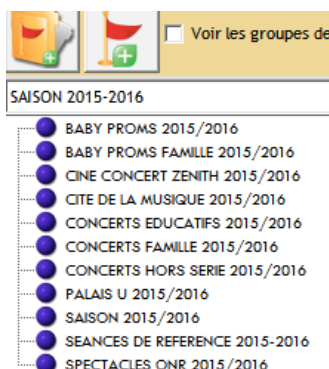 Voir les groupes de
SAISON 2015-2016
BABY PROMS 2015/2016
BABY PROMS FAMILLE 2015/2016
CINE CONCERT ZENITH 2015/2016
CITE DE LA MUSIQUE 2015/2016
CONCERTS EDUCATIFS 2015/2016
CONCERTS FAMILLE 2015/2016
CONCERTS HORS SERIE 2015/2016
PALAIS U 2015/2016
SAISON 2015/2016
SEANCES DE REFERENCE 2015-2016
SPECTACLES ONR 2015/2016